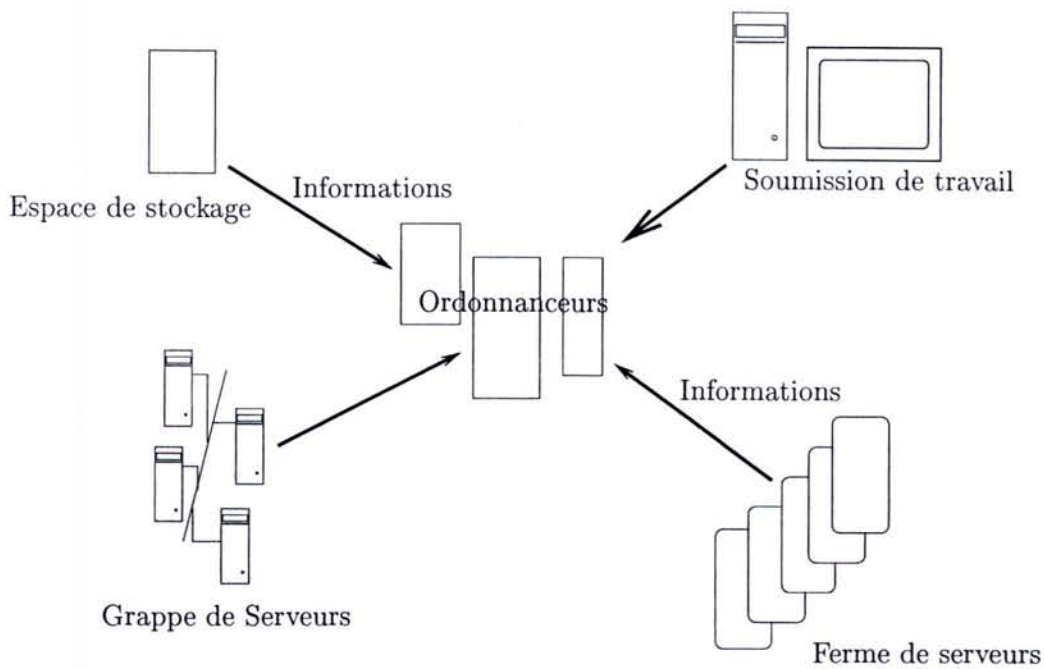 Espace de stockage
Informations
Soumission de travail
Ordonnanceurs
Informations
Grappe de Serveurs
Ferme de serveurs